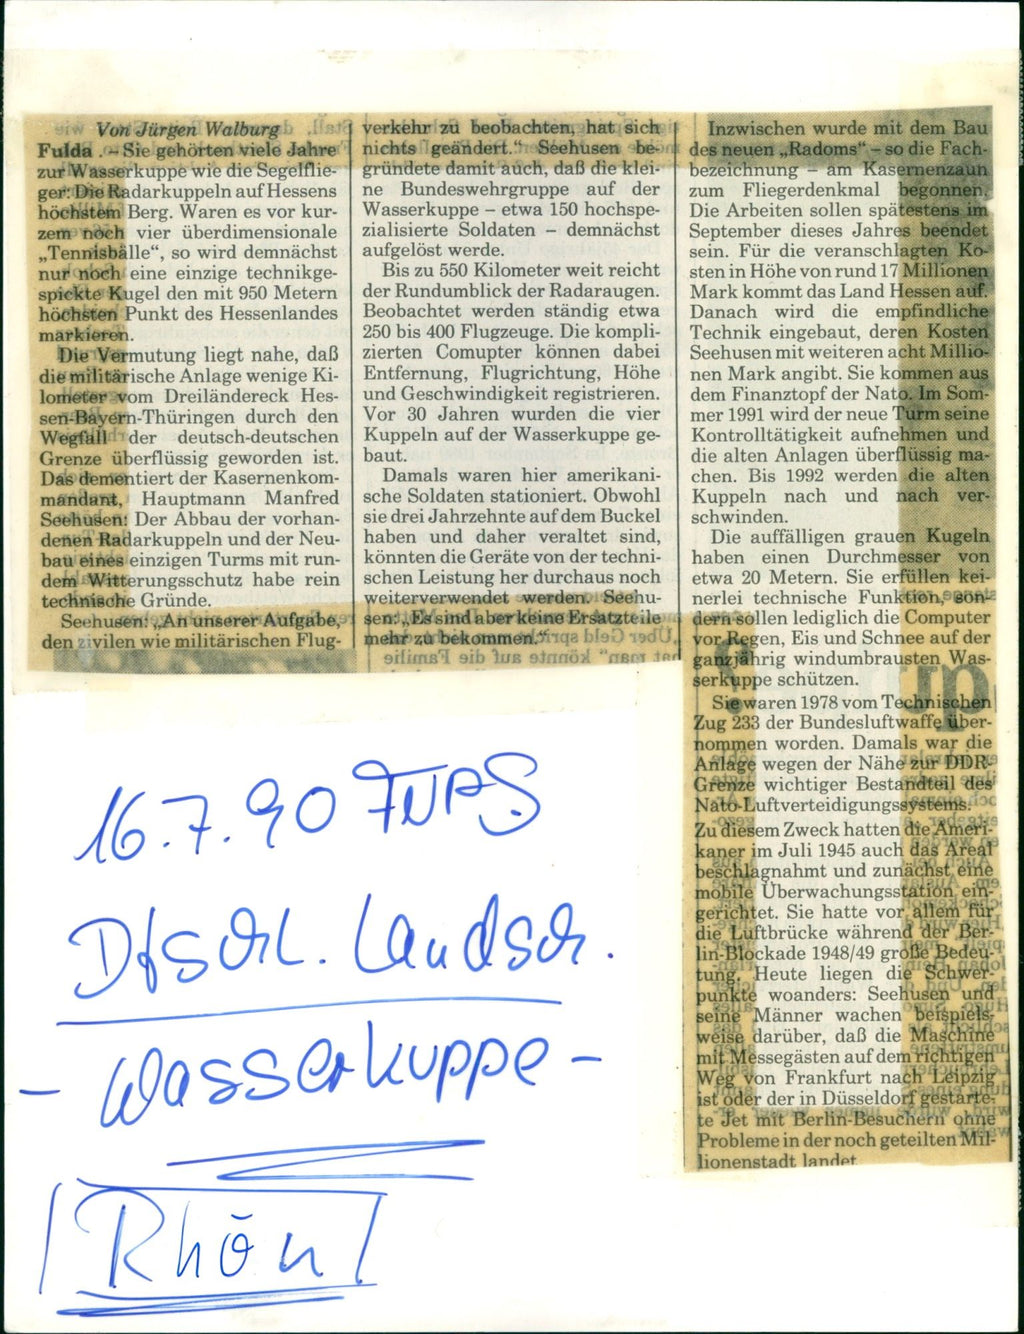 Von Jürgen Walburg
Fulda. – Sie gehörten viele Jahre
zur Wasserkuppe wie die Segelflie-
ger: Die Radarkuppeln auf Hessens
höchstem Berg. Waren es vor kur-
zem noch vier überdimensionale
„Tennisbälle“, so wird demnächst
nur noch eine einzige technikge-
spickte Kugel den mit 950 Metern
höchsten Punkt des Hessenlandes
markieren.
Die Vermutung liegt nahe, daß
die militärische Anlage wenige Ki-
lometer vom Dreiländereck Hes-
sen-Bayern-Thüringen durch den
Wegfall der deutsch-deutschen
Grenze überflüssig geworden ist.
Das dementiert der Kasernenkom-
mandant, Hauptmann Manfred
Seehusen: Der Abbau der vorhan-
denen Radarkuppeln und der Neu-
bau eines einzigen Turms mit run-
dem Witterungsschutz habe rein
technische Gründe.
Seehusen: „An unserer Aufgabe,
den zivilen wie militärischen Flug-
verkehr zu beobachten, hat sich
nichts geändert.“ Seehusen be-
gründete damit auch, daß die klei-
ne Bundeswehrgruppe auf der
Wasserkuppe – etwa 150 hochspe-
zialisierte Soldaten – demnächst
aufgelöst werde.
Bis zu 550 Kilometer weit reicht
der Rundumblick der Radaraugen.
Beobachtet werden ständig etwa
250 bis 400 Flugzeuge. Die kompli-
zierten Comupter können dabei
Entfernung, Flugrichtung, Höhe
und Geschwindigkeit registrieren.
Vor 30 Jahren wurden die vier
Kuppeln auf der Wasserkuppe ge-
baut.
Damals waren hier amerikani-
sche Soldaten stationiert. Obwohl
sie drei Jahrzehnte auf dem Buckel
haben und daher veraltet sind,
könnten die Geräte von der techni-
schen Leistung her durchaus noch
weiterverwendet werden. Seehu-
sen: „Es sind aber keine Ersatzteile
mehr zu bekommen.“
Inzwischen wurde mit dem Bau
des neuen „Radoms“ – so die Fach-
bezeichnung – am Kasernenzaun
zum Fliegerdenkmal begonnen.
Die Arbeiten sollen spätestens im
September dieses Jahres beendet
sein. Für die veranschlagten Ko-
sten in Höhe von rund 17 Millionen
Mark kommt das Land Hessen auf.
Danach wird die empfindliche
Technik eingebaut, deren Kosten
Seehusen mit weiteren acht Millio-
nen Mark angibt. Sie kommen aus
dem Finanztopf der Nato. Im Som-
mer 1991 wird der neue Turm seine
Kontrolltätigkeit aufnehmen und
die alten Anlagen überflüssig ma-
chen. Bis 1992 werden die alten
Kuppeln nach und nach ver-
schwinden.
Die auffälligen grauen Kugeln
haben einen Durchmesser von
etwa 20 Metern. Sie erfüllen kei-
nerlei technische Funktion, son-
dern sollen lediglich die Computer
vor Regen, Eis und Schnee auf der
ganzjährig windumbrausten Was-
serkuppe schützen.
Sie waren 1978 vom Technischen
Zug 233 der Bundesluftwaffe über-
nommen worden. Damals war die
Anlage wegen der Nähe zur DDR-
Grenze wichtiger Bestandteil des
Nato-Luftverteidigungssystems.
Zu diesem Zweck hatten die Ameri-
kaner im Juli 1945 auch das Areal
beschlagnahmt und zunächst eine
mobile Überwachungsstation ein-
gerichtet. Sie hatte vor allem für
die Luftbrücke während der Ber-
lin-Blockade 1948/49 große Bedeu-
tung. Heute liegen die Schwer-
punkte woanders: Seehusen und
seine Männer wachen beispiels-
weise darüber, daß die Maschine
mit Messegästen auf dem richtigen
Weg von Frankfurt nach Leipzig
ist oder der in Düsseldorf gestarte-
te Jet mit Berlin-Besuchern ohne
Probleme in der noch geteilten Mil-
lionenstadt landet.
16.7.90 FNP S.
Dtschl. Landsch.
- Wasserkuppe -
Rhön